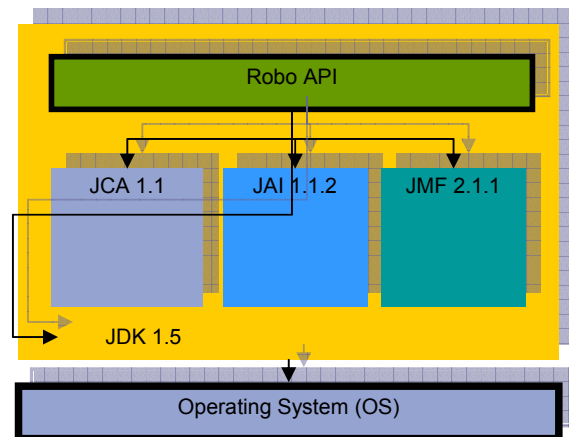 Robo API
JCA 1.1
JAI 1.1.2
JMF 2.1.1
JDK 1.5
Operating System (OS)